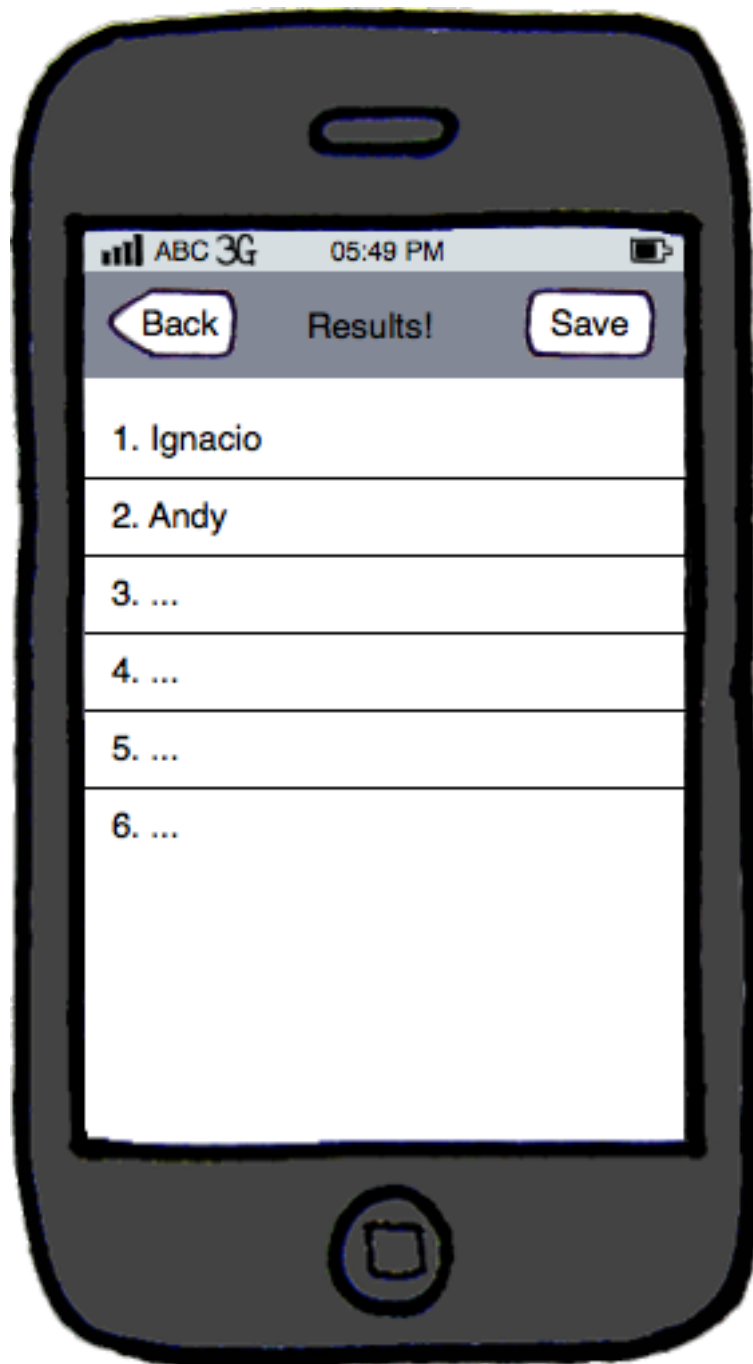 ABC 3G 05:49 PM
Back Results! Save
1. Ignacio
2. Andy
3. ...
4. ...
5. ...
6. ...